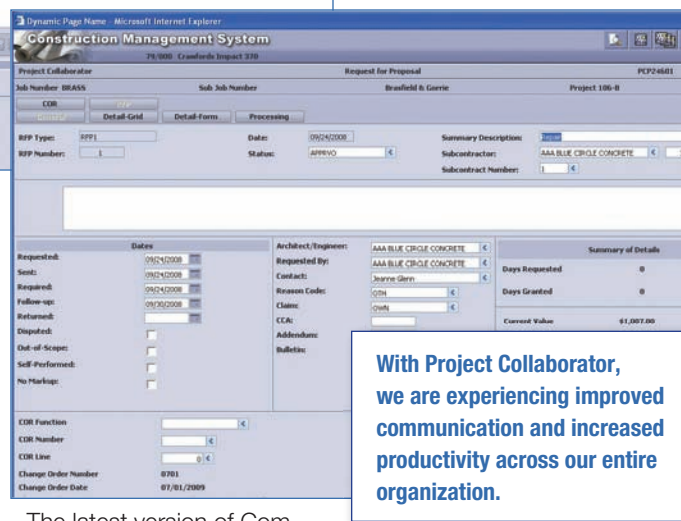 Dynamic Page Name - Microsoft Internet Explorer
Construction Management System
79/000 Crawfords Impact 370
Project Collaborator Request for Proposal PCP24601
Job Number BRASS Sub Job Number Brasfield & Gorrie Project 106-B
COR
Detail-Grid Detail-Form Processing
RFP Type: RFP1 Date: 09/24/2008 Summary Description: Repair
RFP Number: 1 Status: APPRVO Subcontractor: AAA BLUE CIRCLE CONCRETE
Subcontract Number: 1
Dates
Requested: 09/24/2008
Sent: 09/24/2008
Required: 09/24/2008
Follow-up: 09/30/2008
Returned:
Disputed:
Out-of-Scope:
Self-Performed:
No Markup:
Architect/Engineer: AAA BLUE CIRCLE CONCRETE
Requested By: AAA BLUE CIRCLE CONCRETE
Contact: Jeanne Glenn
Reason Code: OTH
Claim: OWN
CCA:
Addendum:
Bulletin:
Summary of Details
Days Requested 0
Days Granted 0
Current Value $1,007.00
COR Function
COR Number
COR Line 0
Change Order Number 0701
Change Order Date 07/01/2009
With Project Collaborator,
we are experiencing improved
communication and increased
productivity across our entire
organization.
The latest version of Com-